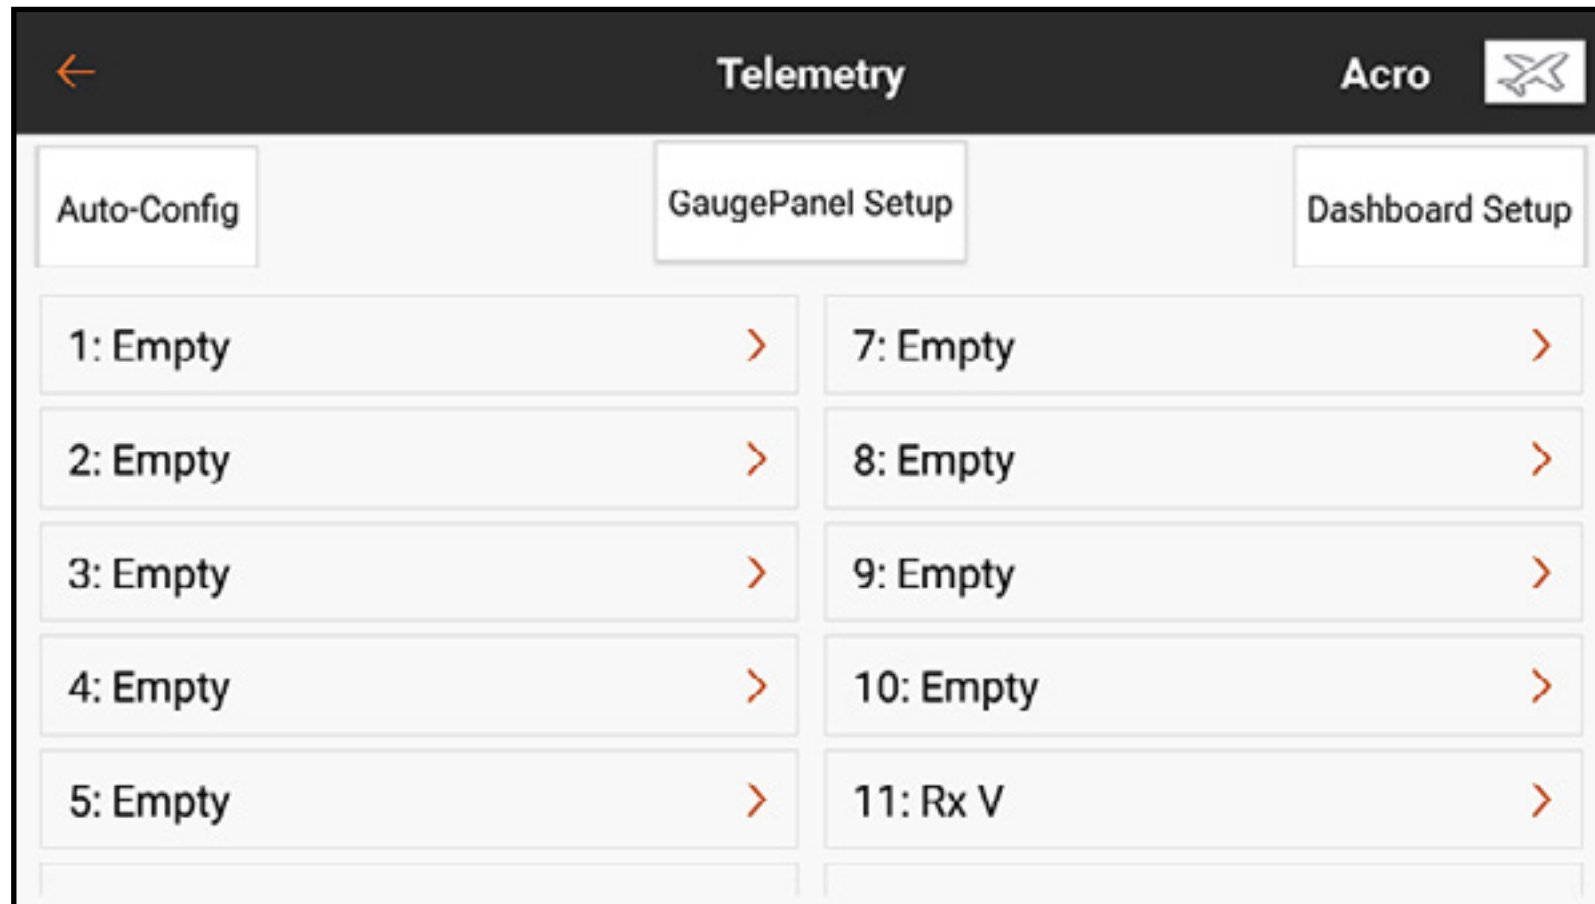 Telemetry
Acro
Auto-Config
GaugePanel Setup
Dashboard Setup
1: Empty
7: Empty
2: Empty
8: Empty
3: Empty
9: Empty
4: Empty
10: Empty
5: Empty
11: Rx V